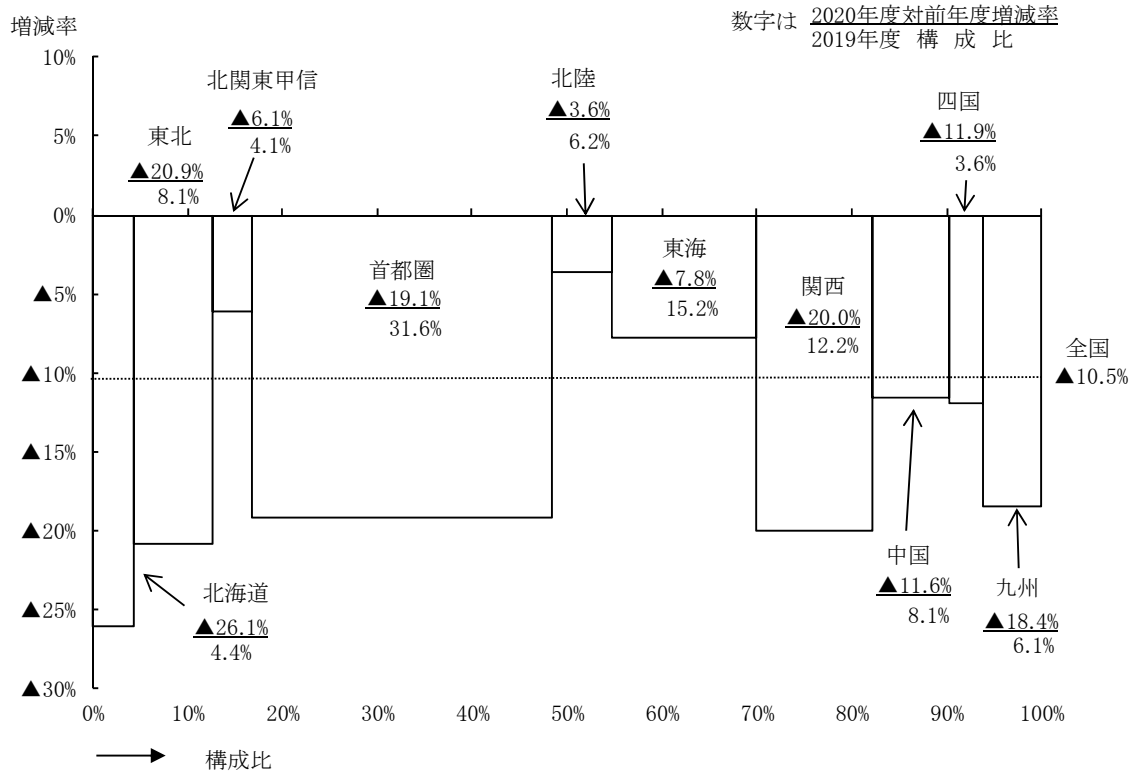 増減率
数字は 2020年度対前年度増減率
2019年度 構 成 比
10%
5%
0%
▲5%
▲10%
▲15%
▲20%
▲25%
▲30%
東北
▲20.9%
8.1%
北関東甲信
▲6.1%
4.1%
北陸
▲3.6%
6.2%
四国
▲11.9%
3.6%
首都圏
▲19.1%
31.6%
東海
▲7.8%
15.2%
関西
▲20.0%
12.2%
全国
▲10.5%
北海道
▲26.1%
4.4%
中国
▲11.6%
8.1%
九州
▲18.4%
6.1%
0% 10% 20% 30% 40% 50% 60% 70% 80% 90% 100%
構成比